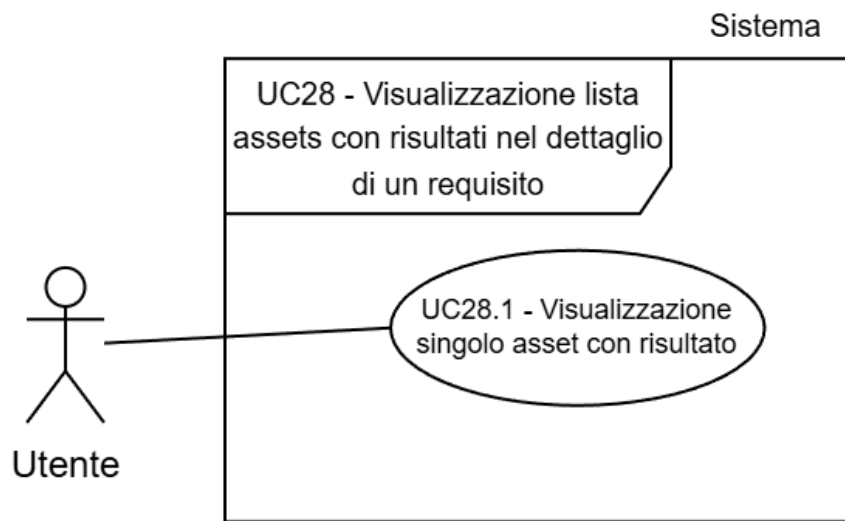 Sistema
UC28 - Visualizzazione lista
assets con risultati nel dettaglio
di un requisito
UC28.1 - Visualizzazione
singolo asset con risultato
Utente